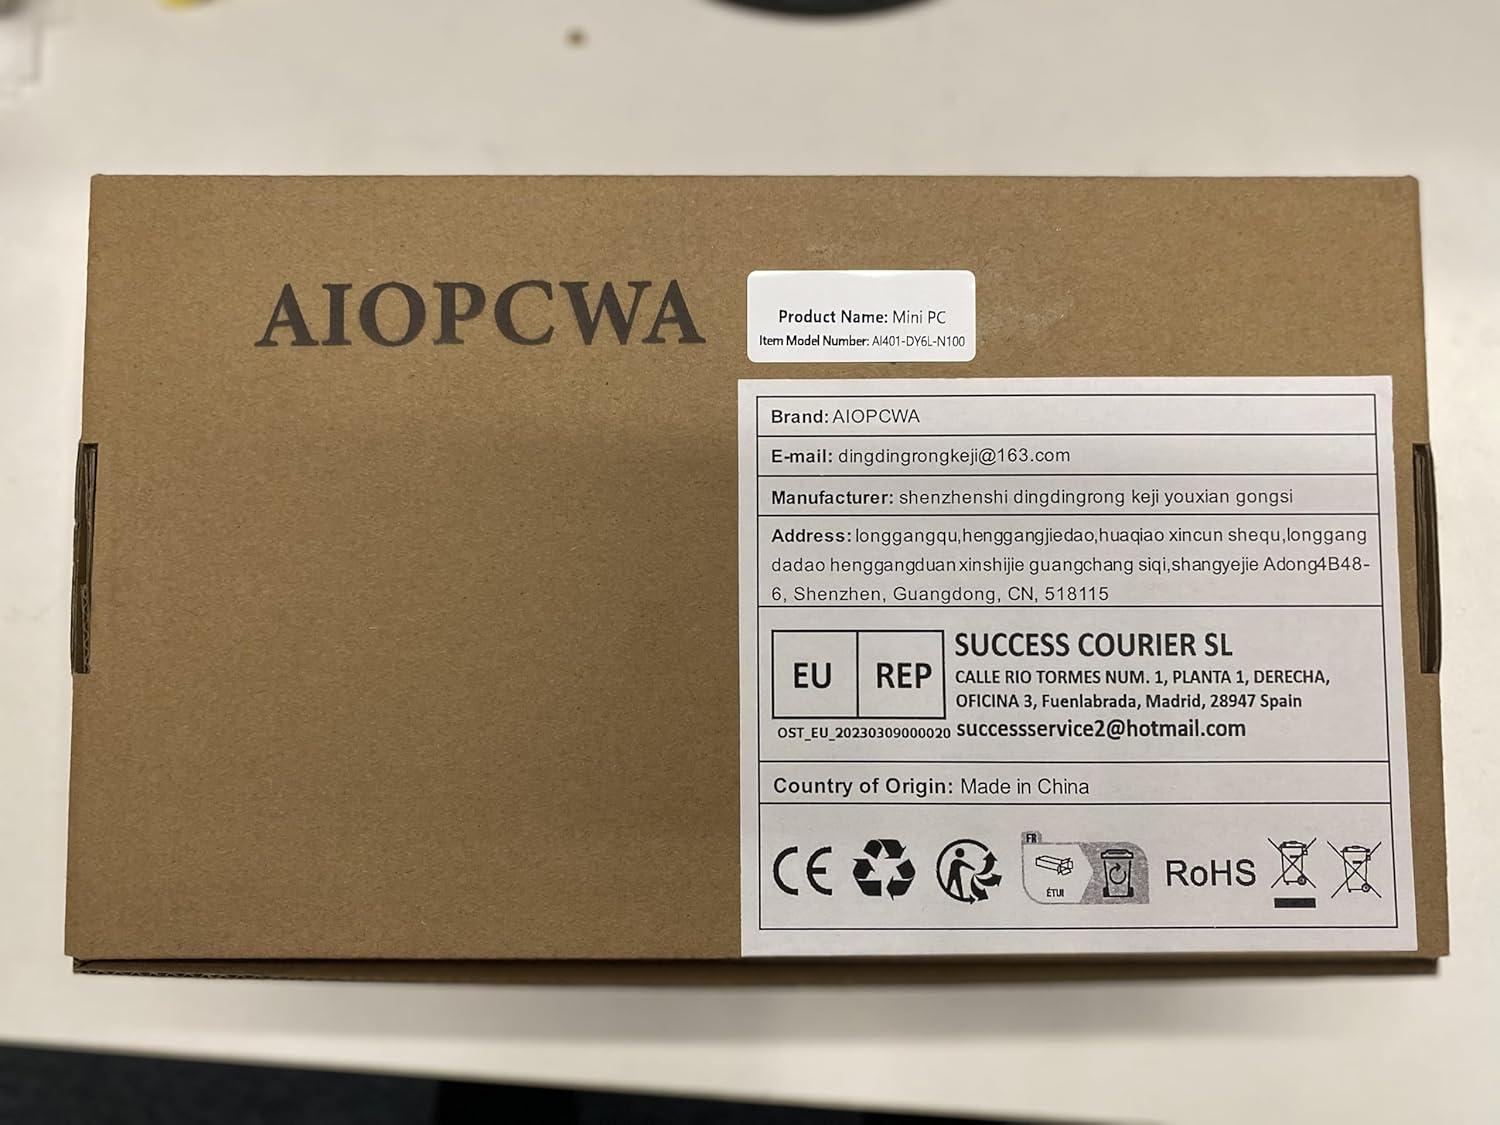 AIOPCWA
Product Name: Mini PC
Item Model Number: AI401-DY6L-N100
Brand: AIOPCWA
E-mail: dingdingrongkeji@163.com
Manufacturer: shenzhenshi dingdingrong keji youxian gongsi
Address: longgangqu,henggangjiedao,huaqiao xincun shequ,longgang
dadao henggangduan xinshijie guangchang siqi,shangyejie Adong4B48-
6, Shenzhen, Guangdong, CN, 518115
EU REP
SUCCESS COURIER SL
CALLE RIO TORMES NUM. 1, PLANTA 1, DERECHA,
OFICINA 3, Fuenlabrada, Madrid, 28947 Spain
OST_EU_20230309000020 successservice2@hotmail.com
Country of Origin: Made in China
CE
FR
ÉTUI
RoHS